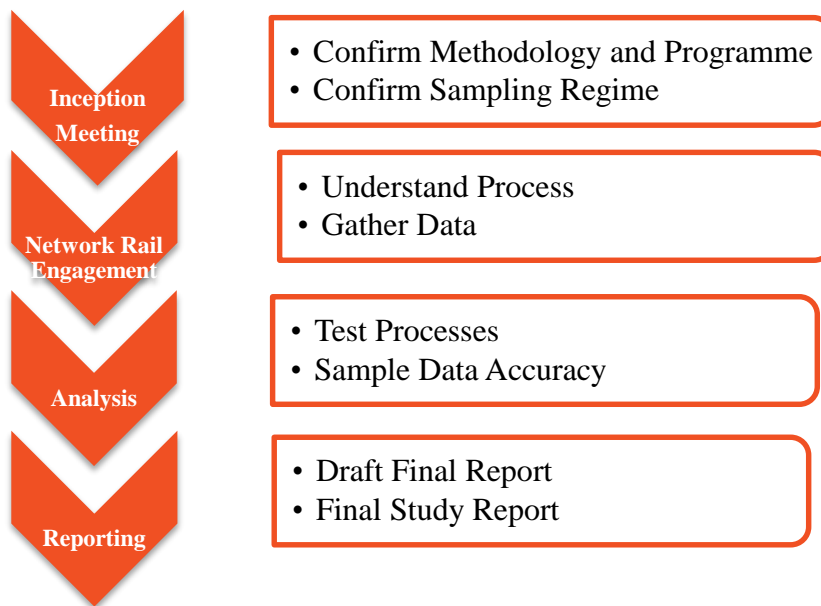 Inception
Meeting
• Confirm Methodology and Programme
• Confirm Sampling Regime
Network Rail
Engagement
• Understand Process
• Gather Data
Analysis
• Test Processes
• Sample Data Accuracy
Reporting
• Draft Final Report
• Final Study Report